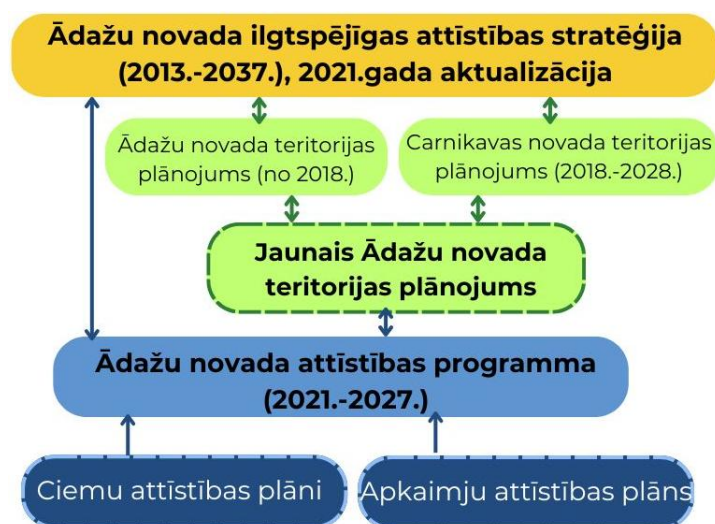 Ādažu novada ilgtspējīgas attīstības stratēģija
(2013.-2037.), 2021.gada aktualizācija
Ādažu novada teritorijas
plānojums (no 2018.)
Carnikavas novada teritorijas
plānojums (2018.-2028.)
Jaunais Ādažu novada
teritorijas plānojums
Ādažu novada attīstības programma
(2021.-2027.)
Ciemu attīstības plāni
Apkaimju attīstības plāns